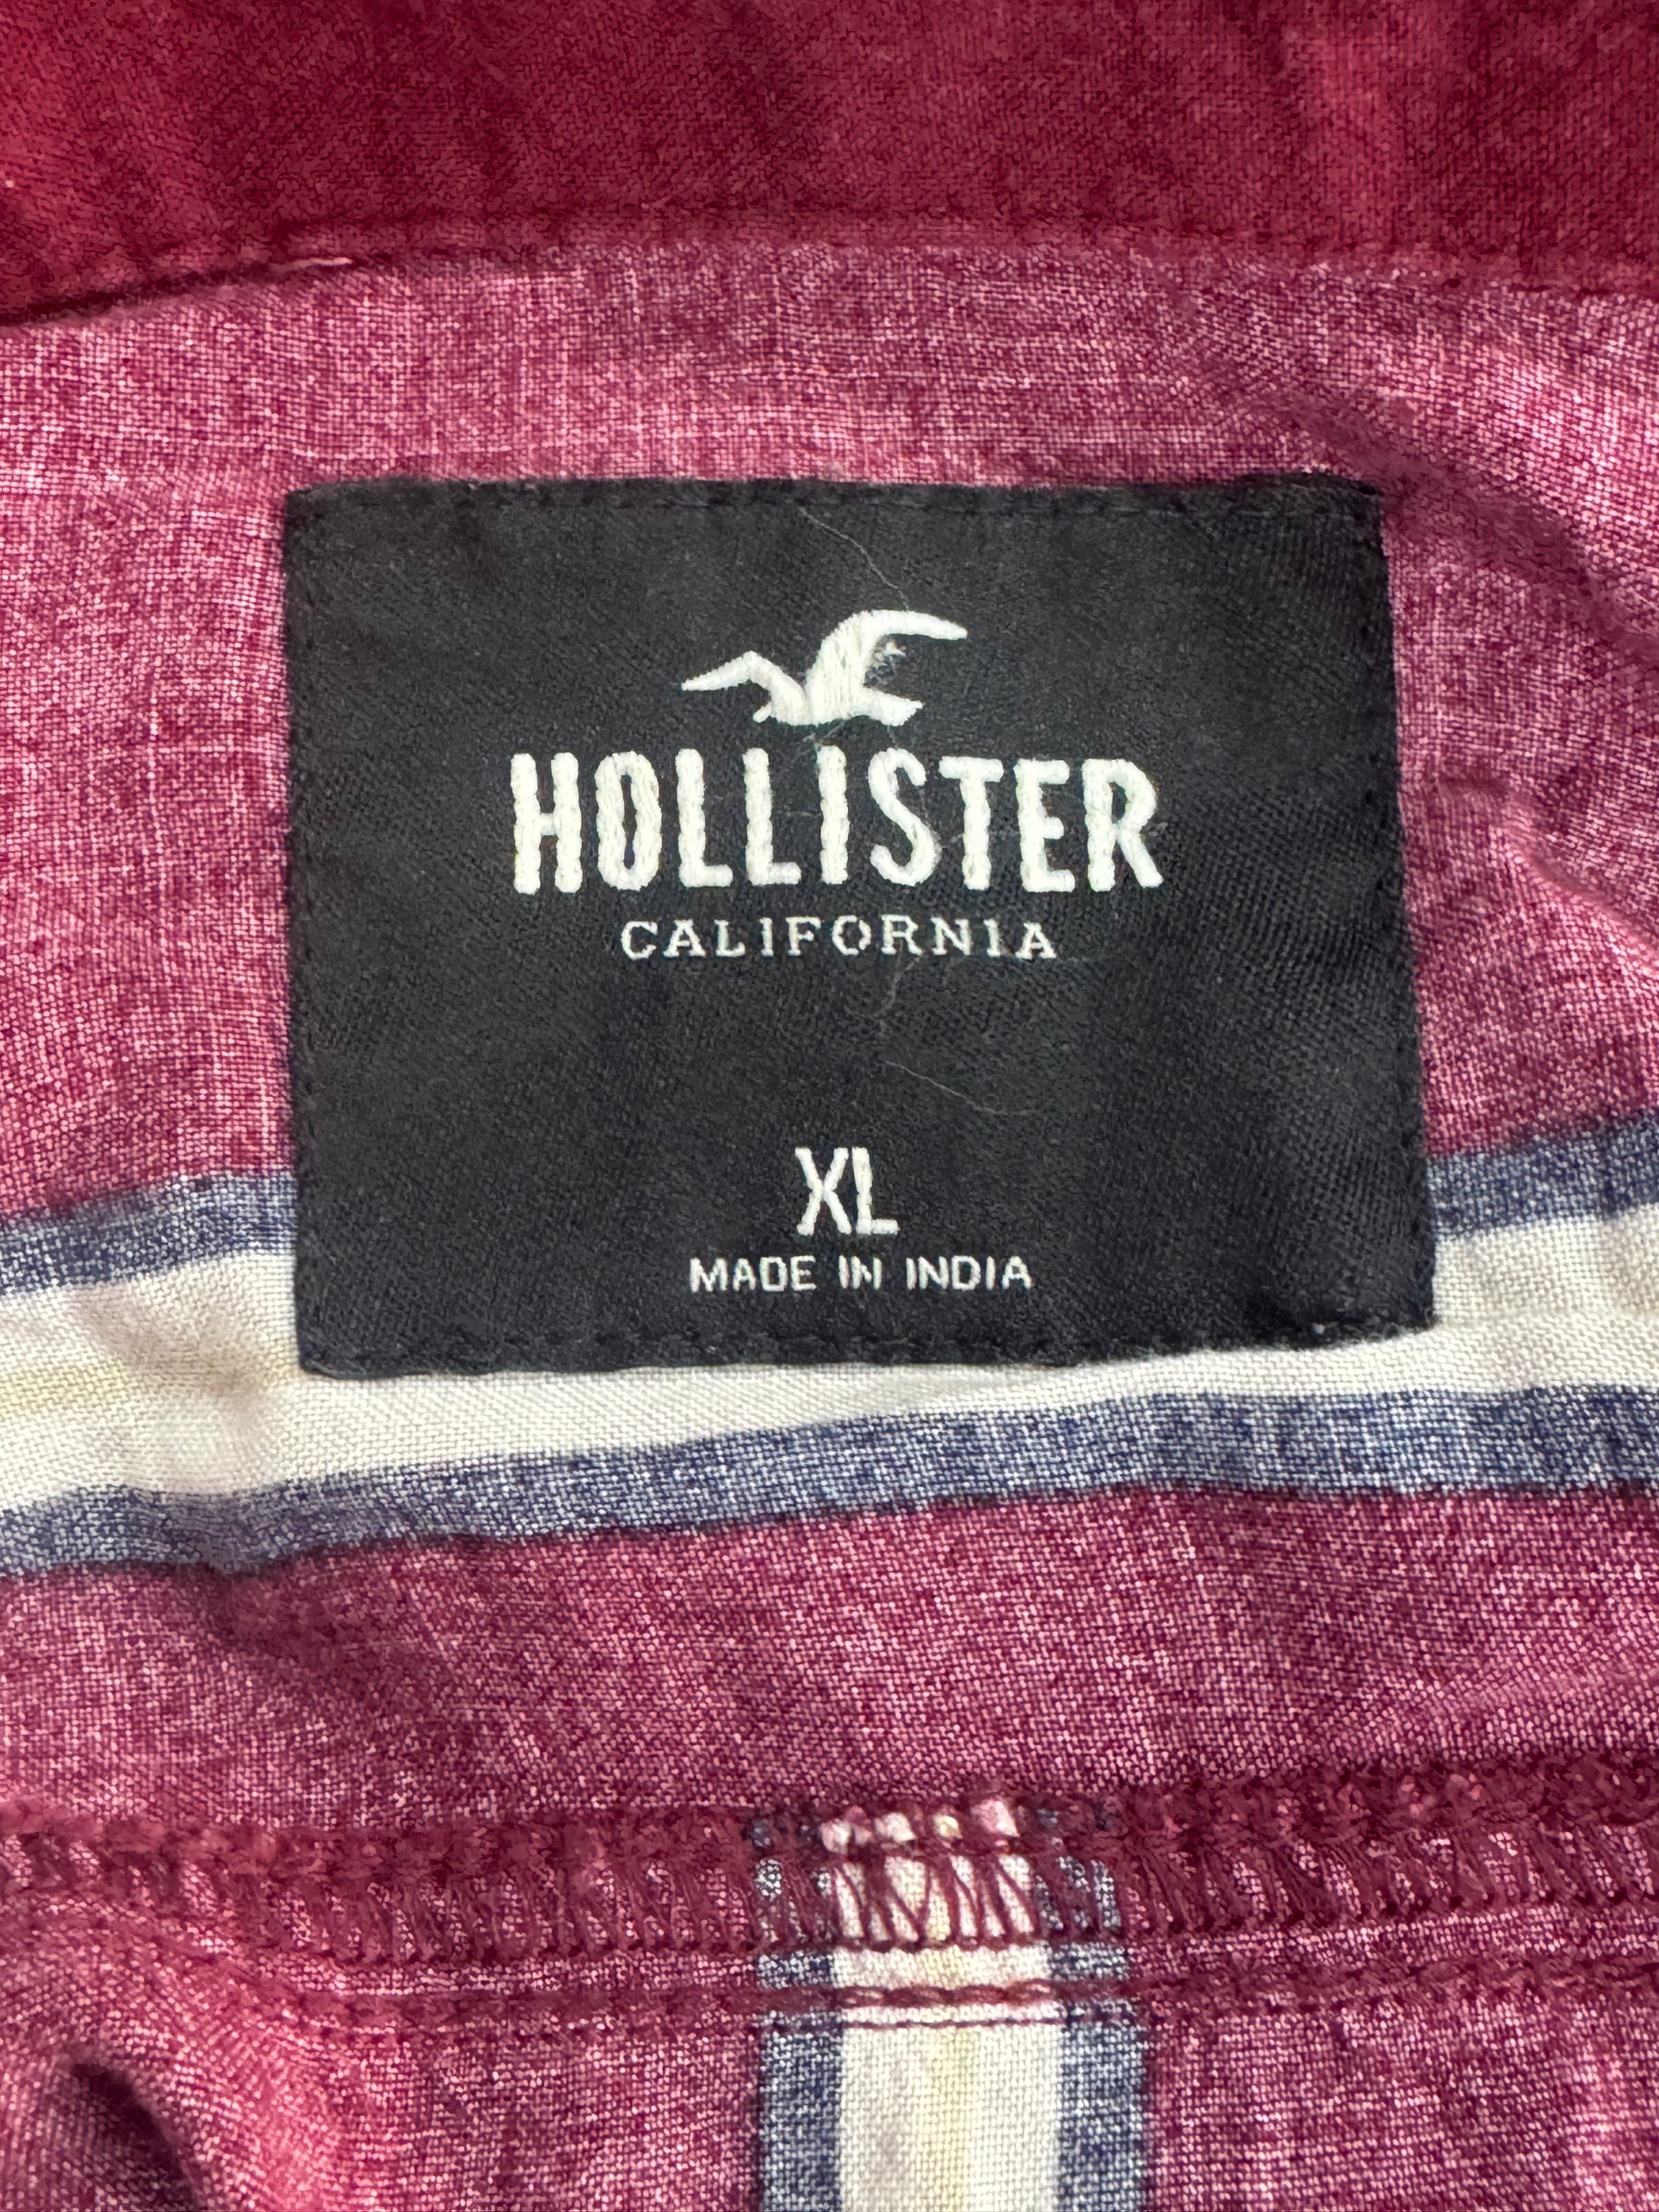 HOLLISTER
CALIFORNIA
XL
MADE IN INDIA